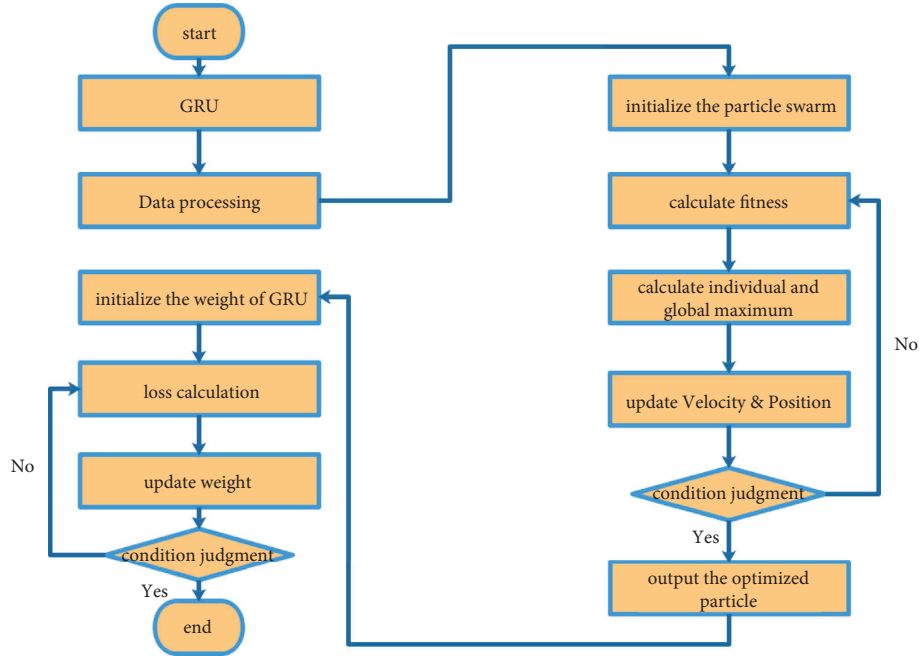 start
GRU
Data processing
initialize the particle swarm
calculate fitness
calculate individual and
global maximum
update Velocity & Position
condition judgment
No
Yes
output the optimized
particle
initialize the weight of GRU
loss calculation
update weight
condition judgment
No
Yes
end